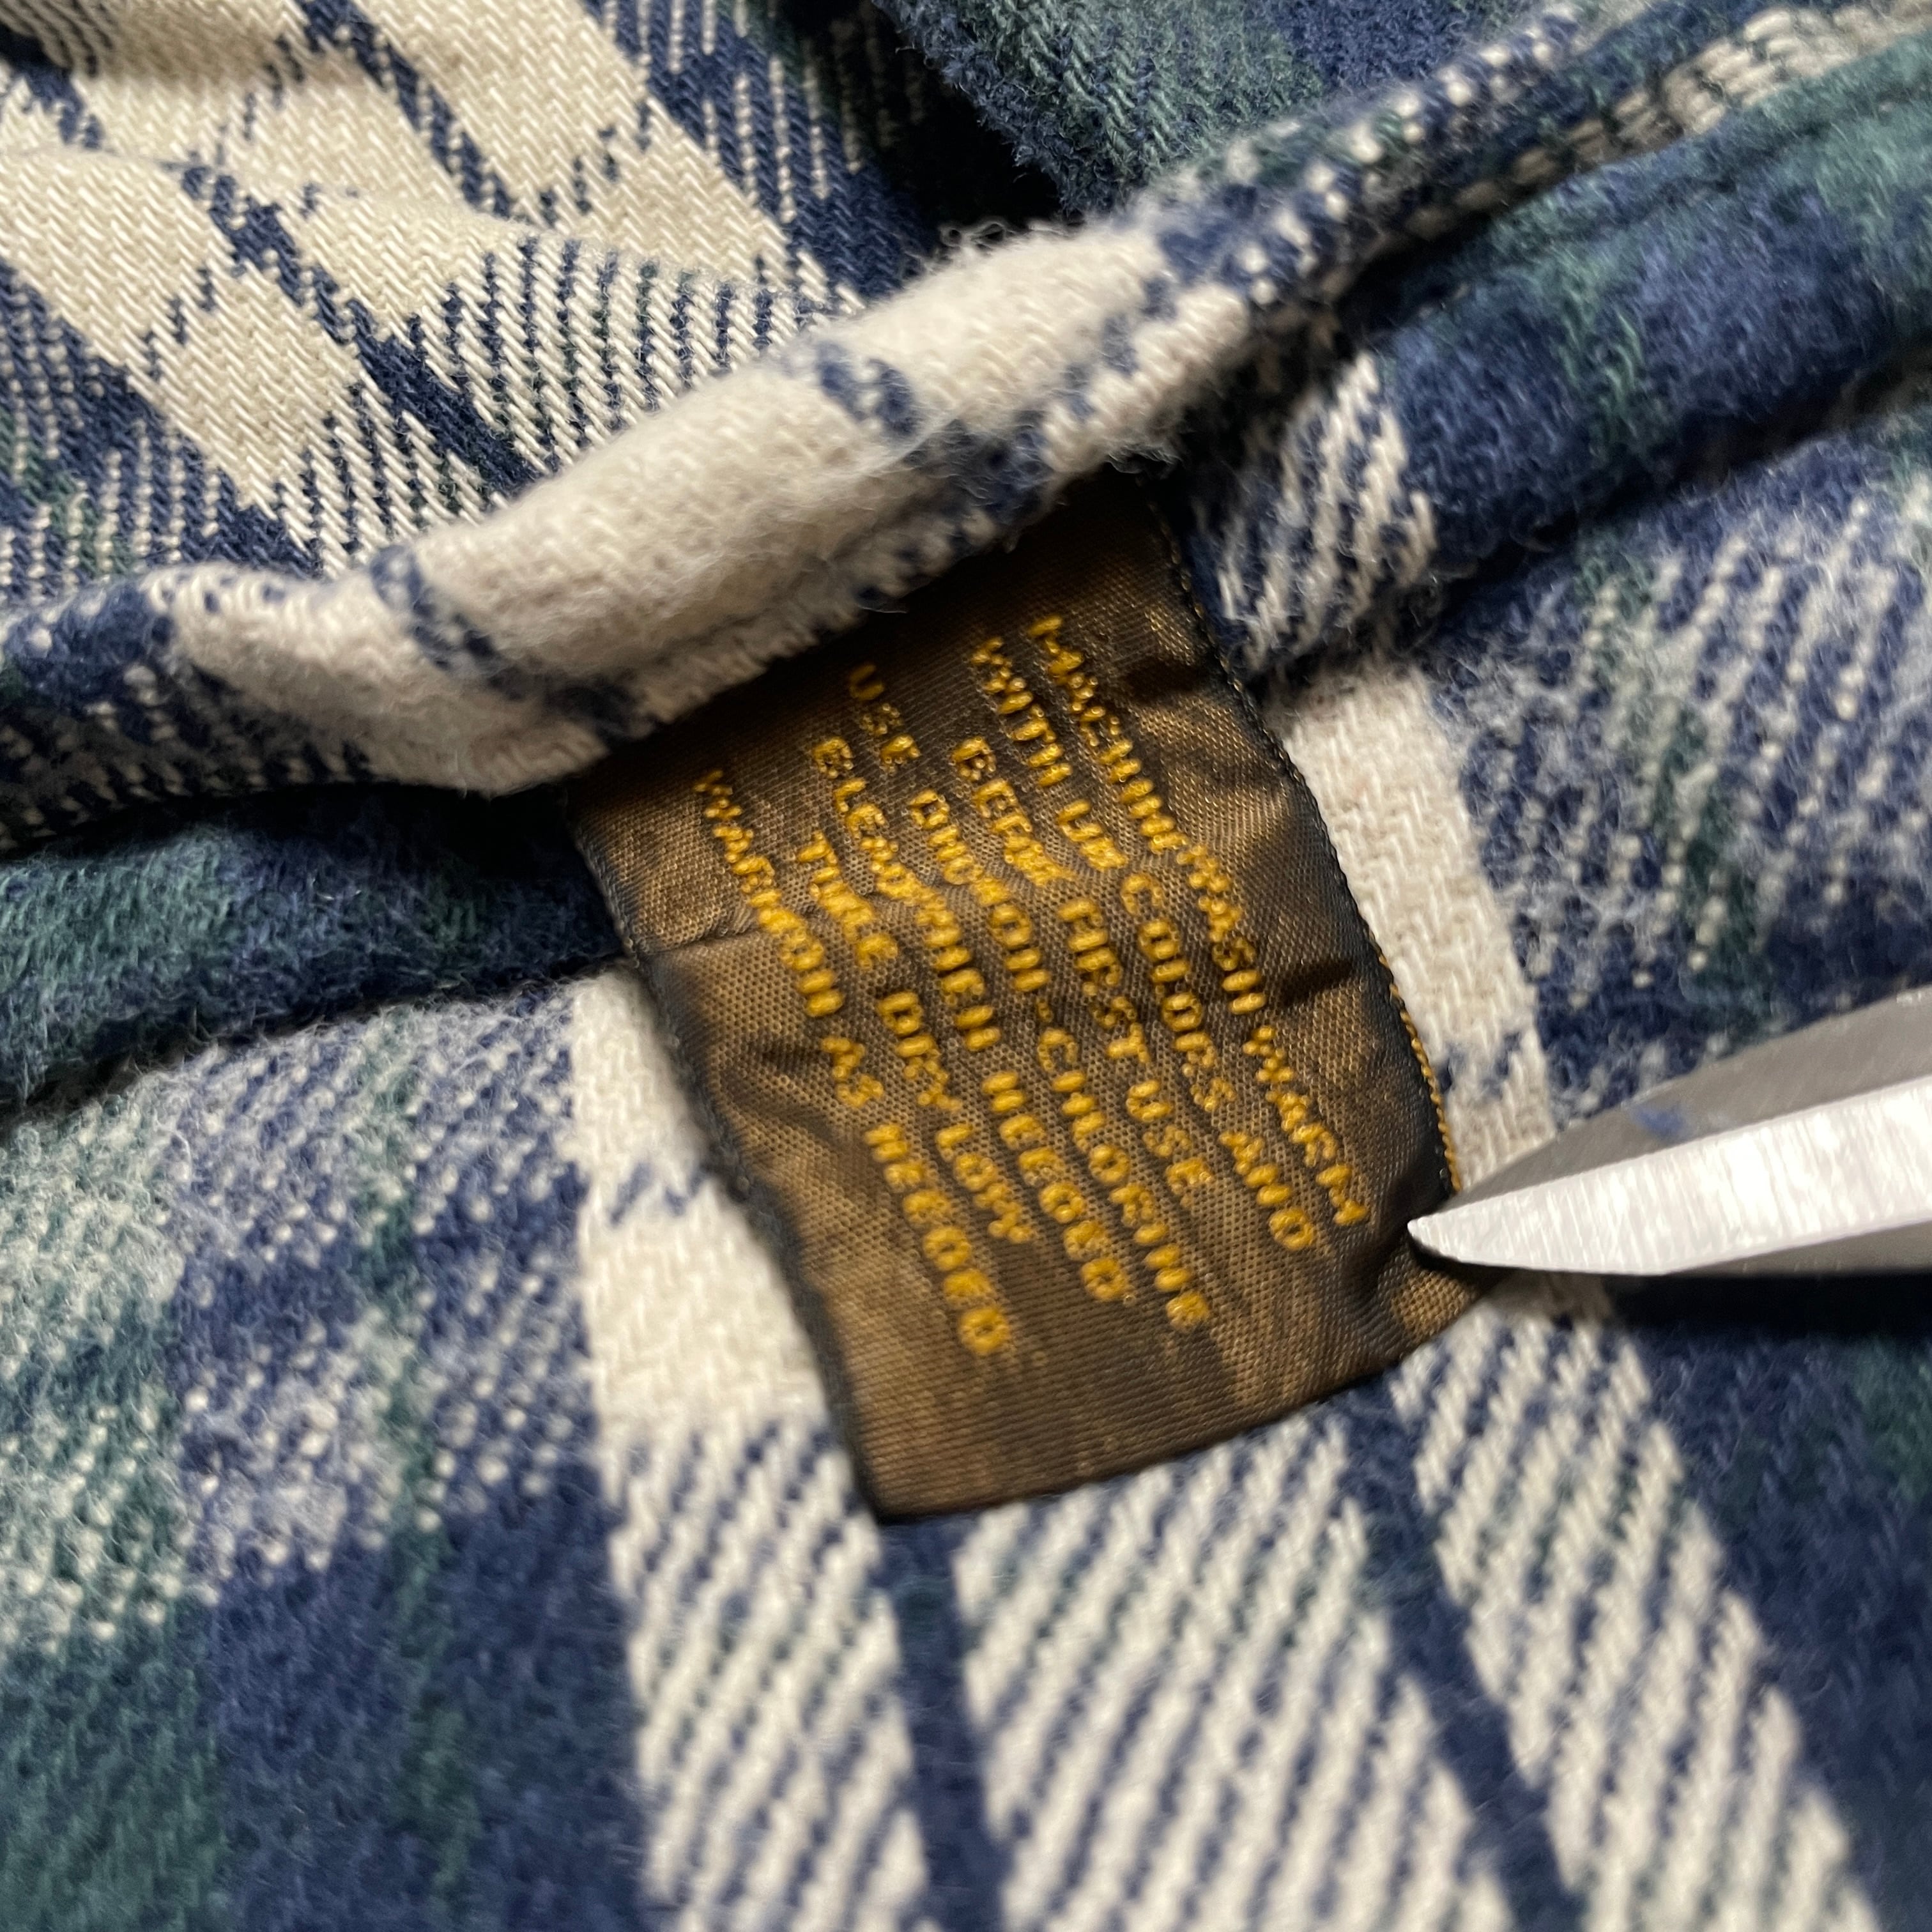 MACHINE WASH WARM
WITH LIKE COLORS AND
BEFORE FIRST USE
USE ONLY NON-CHLORINE
BLEACH WHEN NEEDED
TUMBLE DRY LOW
WARM IRON AS NEEDED